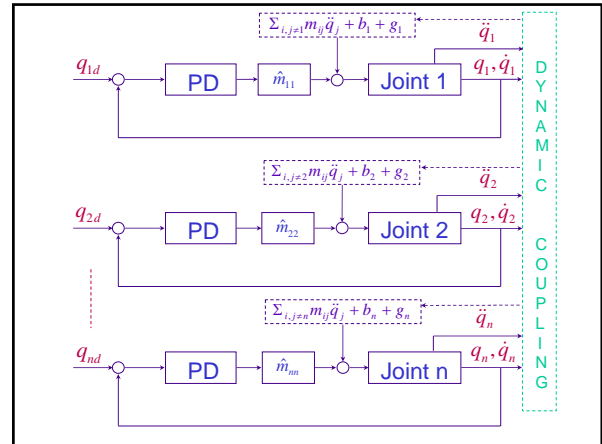 Σ_{i,j≠1} m_{ij} q̈_j + b_1 + g_1
q̈_1
q_{1d}
PD
m̂_{11}
Joint 1
q_1, q̇_1
Σ_{i,j≠2} m_{ij} q̈_j + b_2 + g_2
q̈_2
q_{2d}
PD
m̂_{22}
Joint 2
q_2, q̇_2
Σ_{i,j≠n} m_{ij} q̈_j + b_n + g_n
q̈_n
q_{nd}
PD
m̂_{nn}
Joint n
q_n, q̇_n
DYNAMIC COUPLING